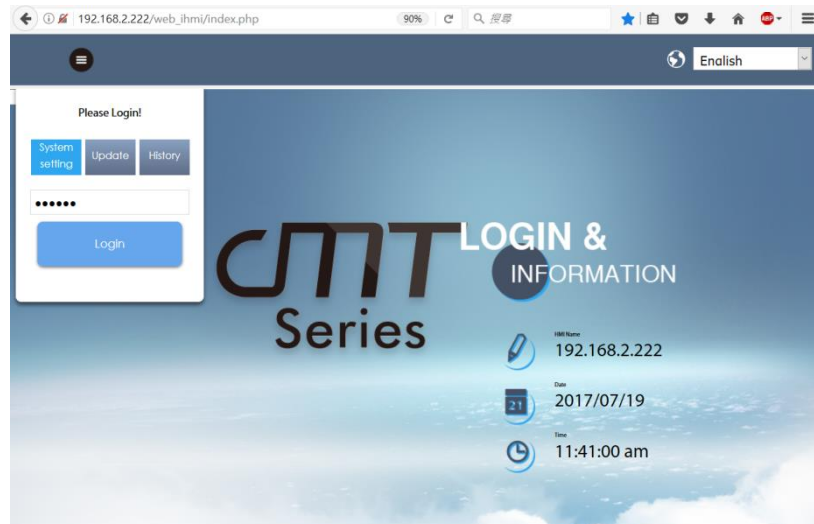 192.168.2.222/web_ihmi/index.php
90%
搜尋
ABP
English
Please Login!
System setting
Update
History
••••••
Login
cMT
Series
LOGIN &
INFORMATION
HMI Name
192.168.2.222
Date
21
2017/07/19
Time
11:41:00 am